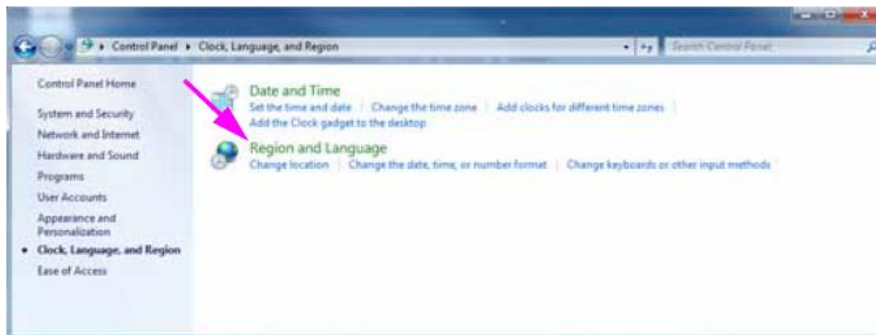 Control Panel ▸ Clock, Language, and Region
Search Control Panel
Control Panel Home
System and Security
Network and Internet
Hardware and Sound
Programs
User Accounts
Appearance and
Personalization
Clock, Language, and Region
Ease of Access
Date and Time
Set the time and date | Change the time zone | Add clocks for different time zones
Add the Clock gadget to the desktop
Region and Language
Change location | Change the date, time, or number format | Change keyboards or other input methods